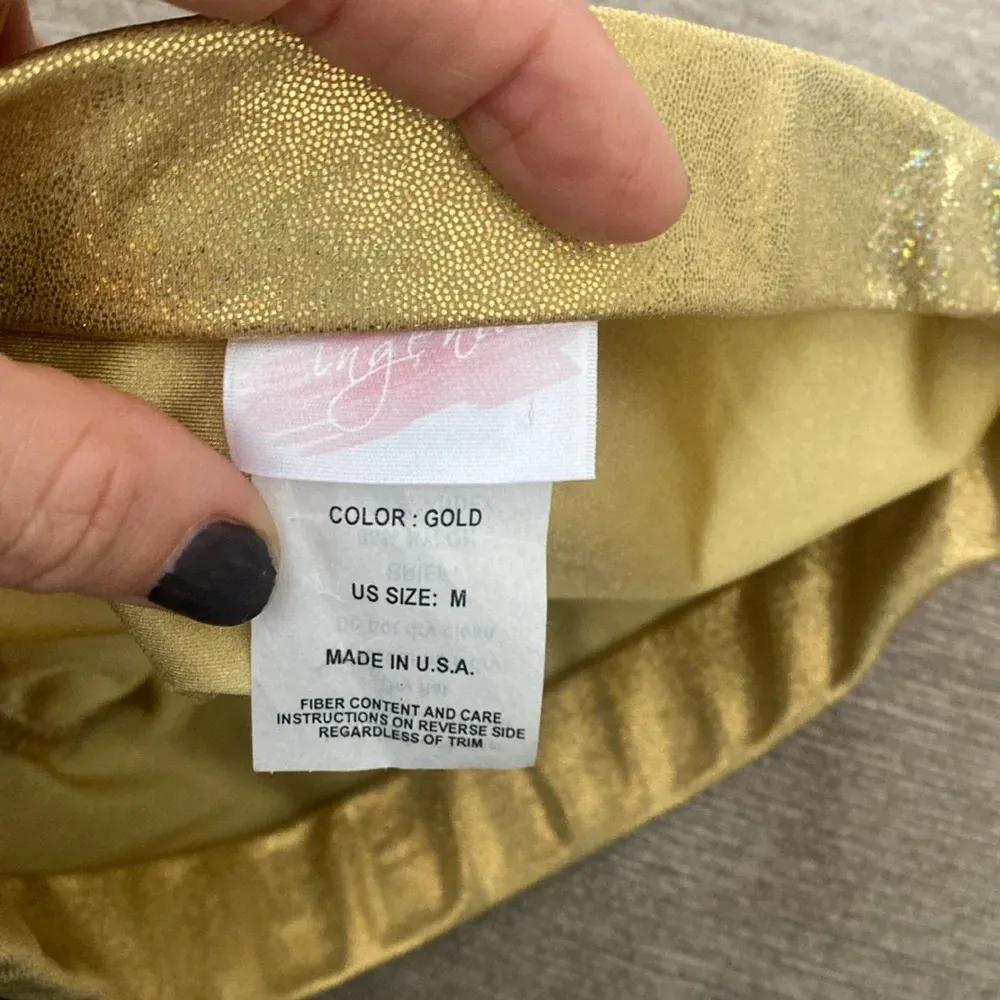 COLOR : GOLD
US SIZE: M
MADE IN U.S.A.
FIBER CONTENT AND CARE
INSTRUCTIONS ON REVERSE SIDE
REGARDLESS OF TRIM